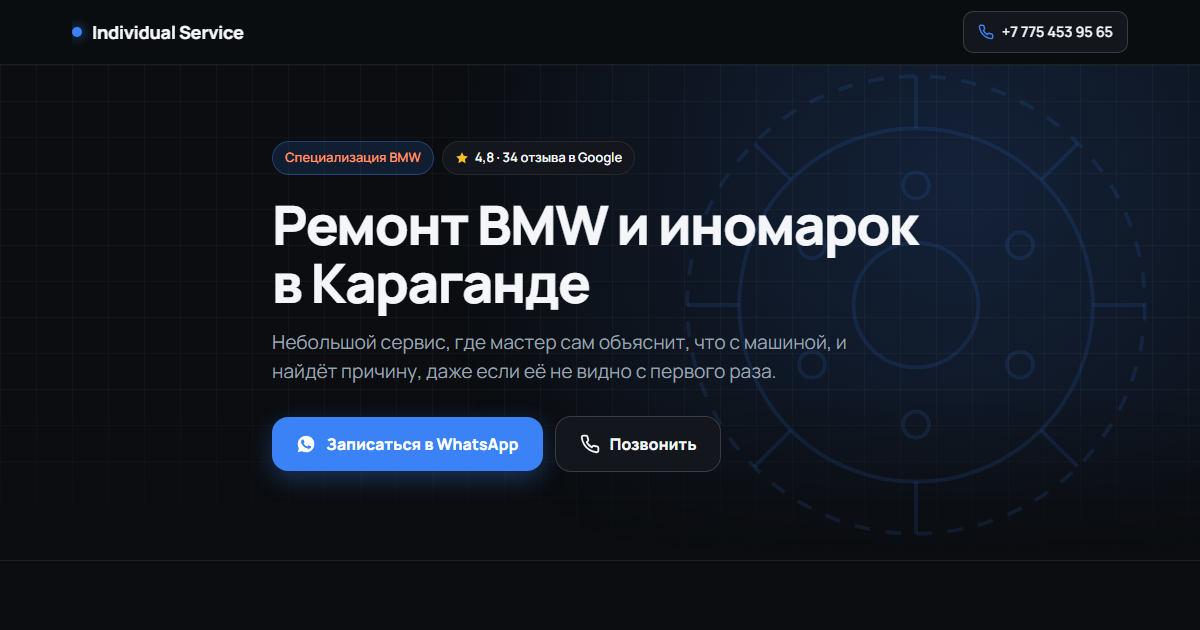 Individual Service
+7 775 453 95 65
Специализация BMW
4,8 · 34 отзыва в Google
Ремонт BMW и иномарок
в Караганде
Небольшой сервис, где мастер сам объяснит, что с машиной, и
найдёт причину, даже если её не видно с первого раза.
Записаться в WhatsApp
Позвонить